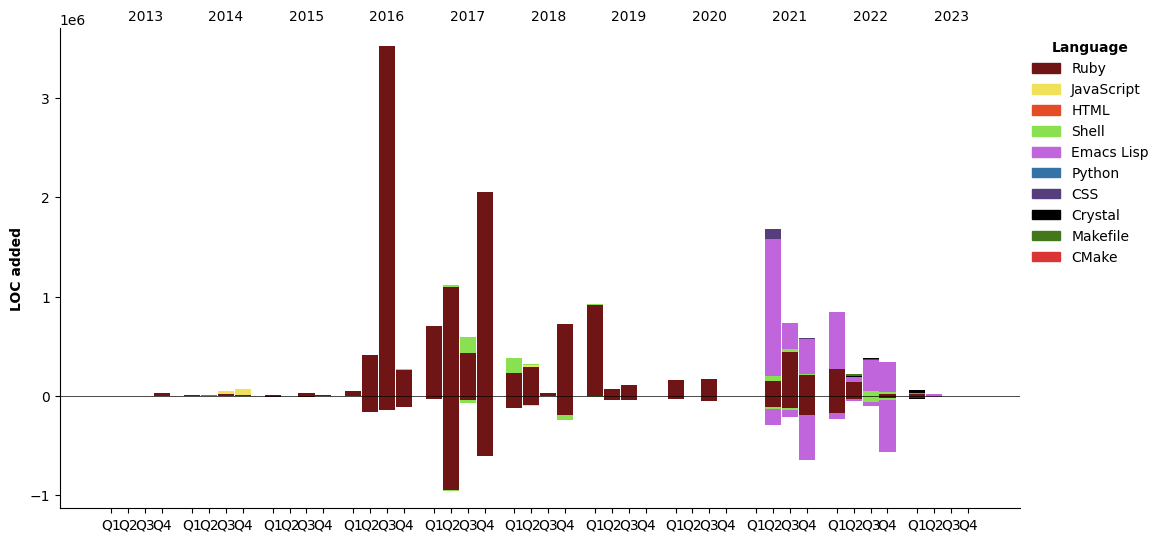 2013 2014 2015 2016 2017 2018 2019 2020 2021 2022 2023
1e6
Language
Ruby
JavaScript
HTML
Shell
Emacs Lisp
Python
CSS
Crystal
Makefile
CMake
LOC added
3
2
1
0
−1
Q1Q2Q3Q4 Q1Q2Q3Q4 Q1Q2Q3Q4 Q1Q2Q3Q4 Q1Q2Q3Q4 Q1Q2Q3Q4 Q1Q2Q3Q4 Q1Q2Q3Q4 Q1Q2Q3Q4 Q1Q2Q3Q4 Q1Q2Q3Q4